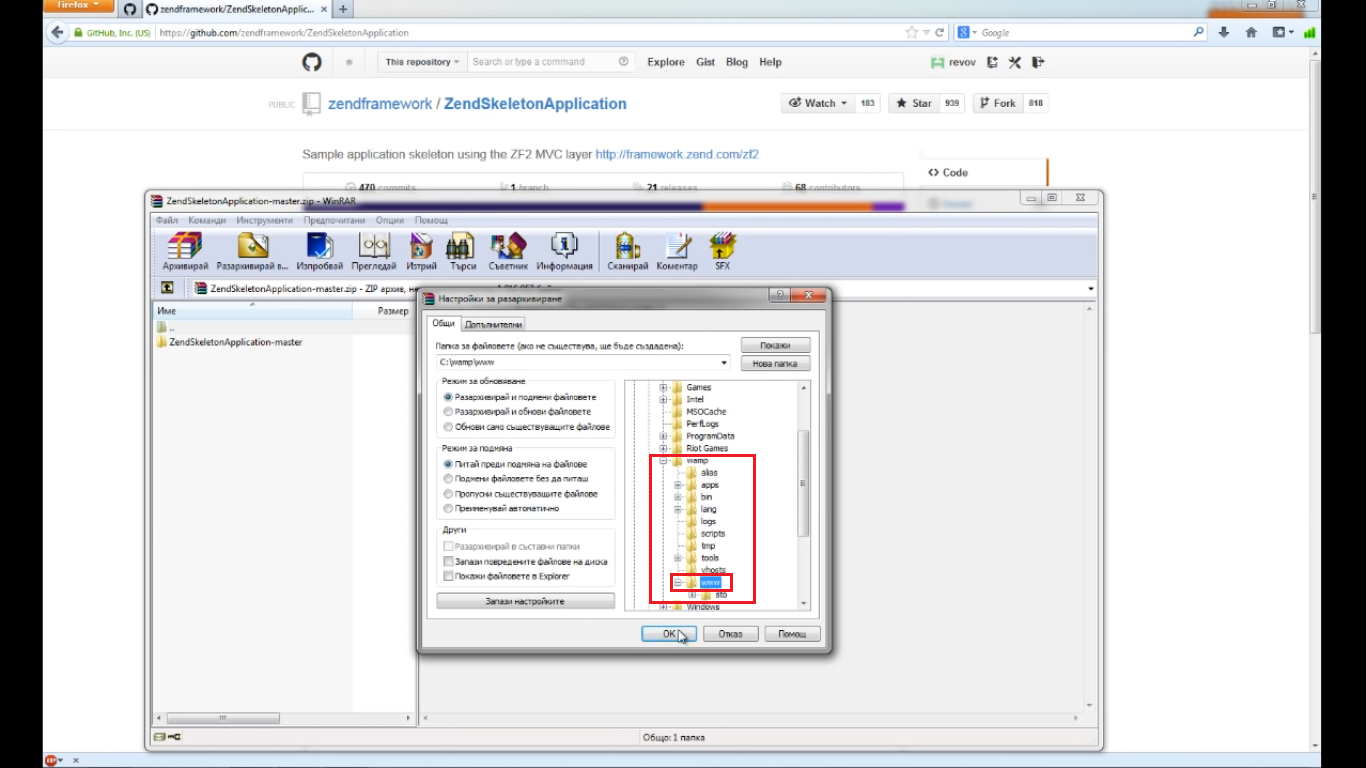 Firefox
zendframework/ZendSkeletonApplic...
GitHub, Inc. (US)
https://github.com/zendframework/ZendSkeletonApplication
Google
This repository
Search or type a command
Explore
Gist
Blog
Help
revov
PUBLIC
zendframework / ZendSkeletonApplication
Watch
183
Star
939
Fork
818
Sample application skeleton using the ZF2 MVC layer http://framework.zend.com/zf2
Code
470 commits
1 branch
21 releases
68 contributors
ZendSkeletonApplication-master.zip - WinRAR
Файл
Команди
Инструменти
Предпочитани
Опции
Помощ
Архивирай
Разархивирай в...
Изпробвай
Прегледай
Изтрий
Търси
Съветник
Информация
Сканирай
Коментар
SFX
ZendSkeletonApplication-master.zip - ZIP архив, не
Име
Размер
..
ZendSkeletonApplication-master
Настройки за разархивиране
Общи
Допълнителни
Папка за файловете (ако не съществува, ще бъде създадена):
C:\wamp\www
Покажи
Нова папка
Режим за обновяване
Разархивирай и подмени файловете
Разархивирай и обнови файловете
Обнови само съществуващите файлове
Режим за подмяна
Питай преди подмяна на файлове
Подмени файловете без да питаш
Пропусни съществуващите файлове
Преименувай автоматично
Други
Разархивирай в съставни папки
Запази повредените файлове на диска
Покажи файловете в Explorer
Запази настройките
Games
Intel
MSOCache
PerfLogs
ProgramData
Riot Games
wamp
alias
apps
bin
lang
logs
scripts
tmp
tools
vhosts
www
sto
Windows
OK
Отказ
Помощ
Общо: 1 папка